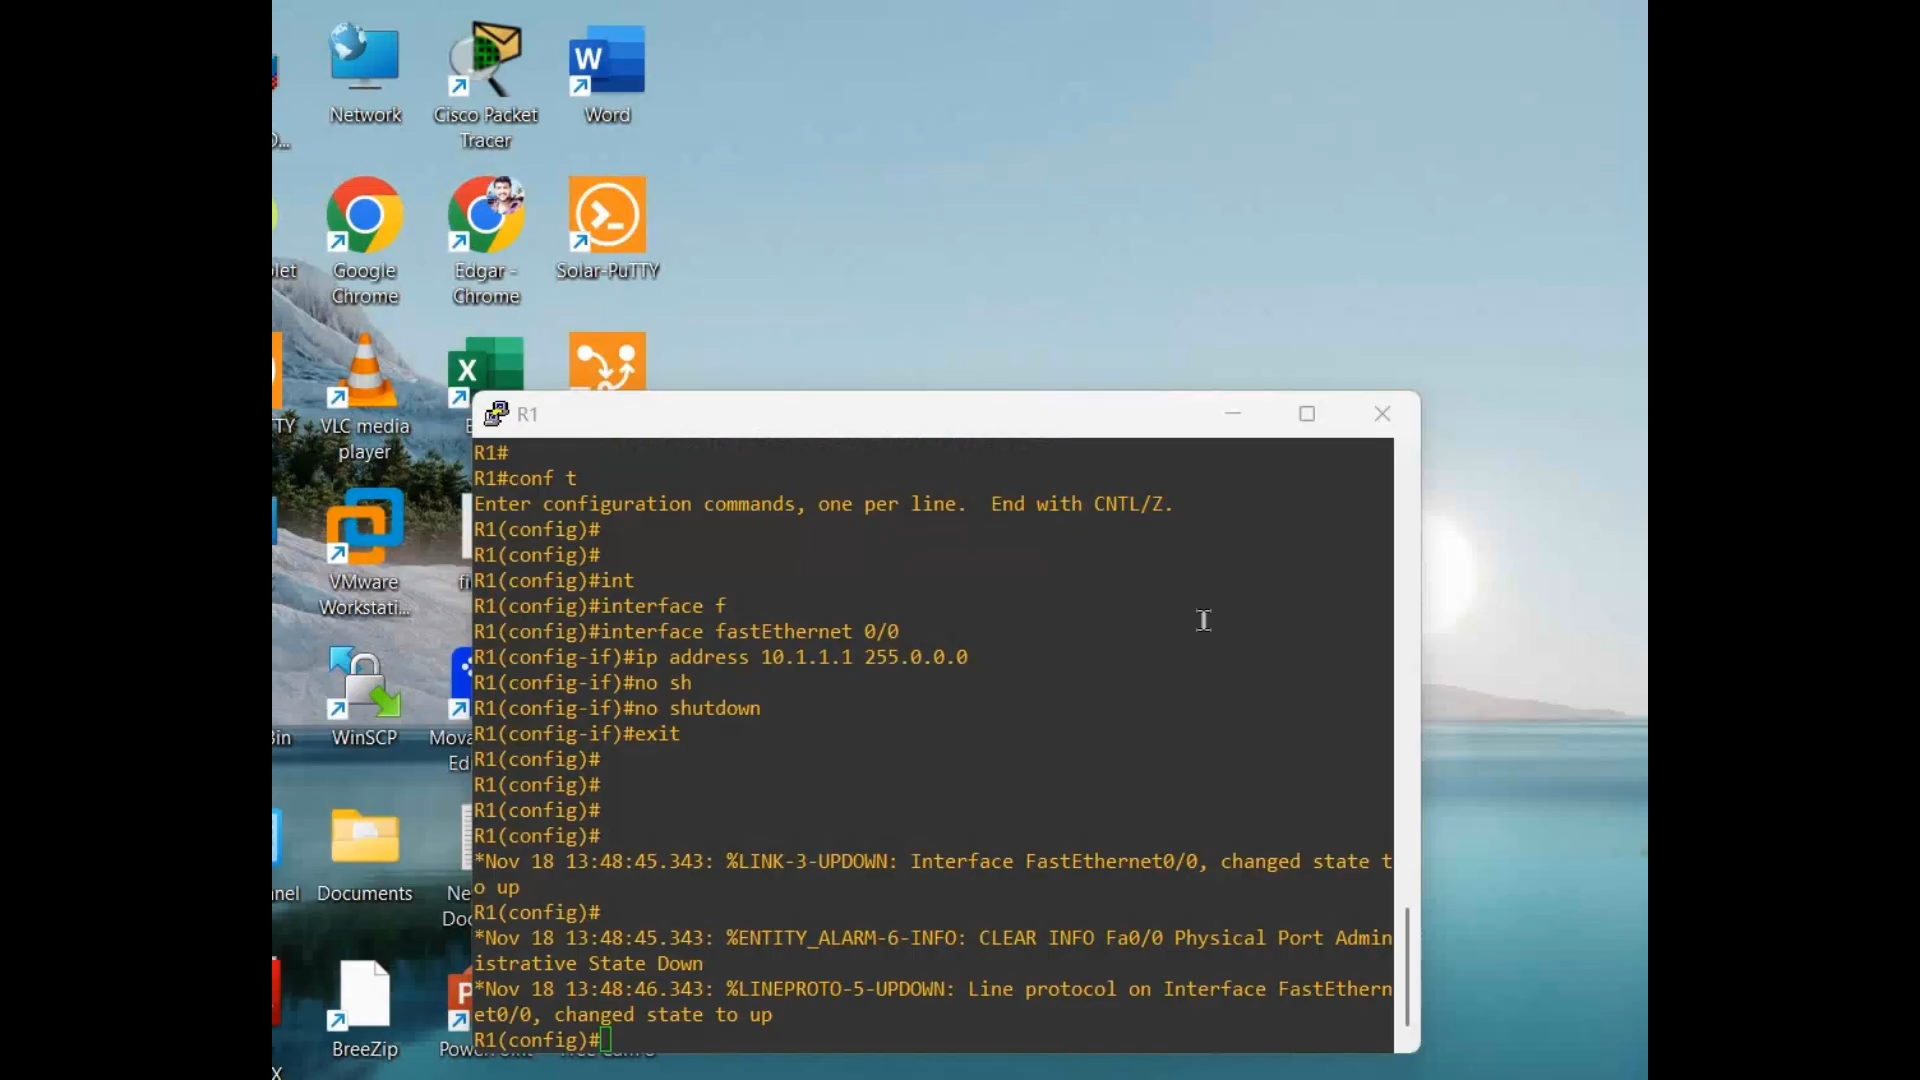 Network
Cisco Packet
Tracer
Word
Google
Chrome
Edgar -
Chrome
Solar-PuTTY
VLC media
player
VMware
Workstati...
WinSCP
Documents
BreeZip
R1
R1#
R1#conf t
Enter configuration commands, one per line.  End with CNTL/Z.
R1(config)#
R1(config)#
R1(config)#int
R1(config)#interface f
R1(config)#interface fastEthernet 0/0
R1(config-if)#ip address 10.1.1.1 255.0.0.0
R1(config-if)#no sh
R1(config-if)#no shutdown
R1(config-if)#exit
R1(config)#
R1(config)#
R1(config)#
R1(config)#
*Nov 18 13:48:45.343: %LINK-3-UPDOWN: Interface FastEthernet0/0, changed state t
o up
R1(config)#
*Nov 18 13:48:45.343: %ENTITY_ALARM-6-INFO: CLEAR INFO Fa0/0 Physical Port Admin
istrative State Down
*Nov 18 13:48:46.343: %LINEPROTO-5-UPDOWN: Line protocol on Interface FastEthern
et0/0, changed state to up
R1(config)#